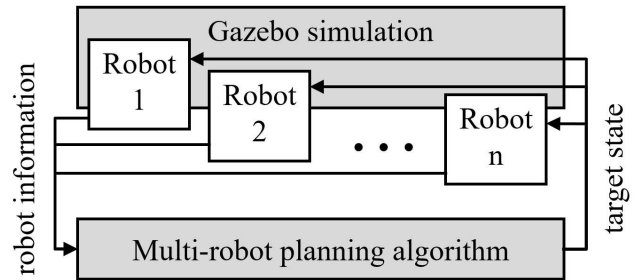 Gazebo simulation
Robot
1
Robot
2
Robot
n
• • •
robot information
target state
Multi-robot planning algorithm